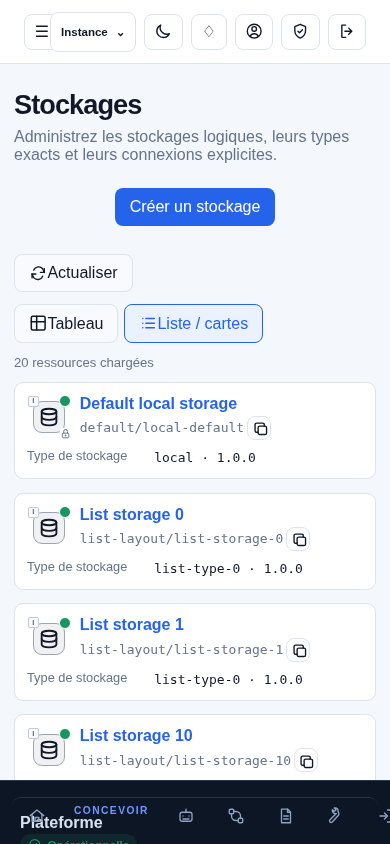 Instance
Stockages
Administrez les stockages logiques, leurs types
exacts et leurs connexions explicites.
Créer un stockage
Actualiser
Tableau
Liste / cartes
20 ressources chargées
I
Default local storage
default/local-default
Type de stockage
local · 1.0.0
I
List storage 0
list-layout/list-storage-0
Type de stockage
list-type-0 · 1.0.0
I
List storage 1
list-layout/list-storage-1
Type de stockage
list-type-0 · 1.0.0
I
List storage 10
list-layout/list-storage-10
CONCEVOIR
Plateforme
Opérationnelle